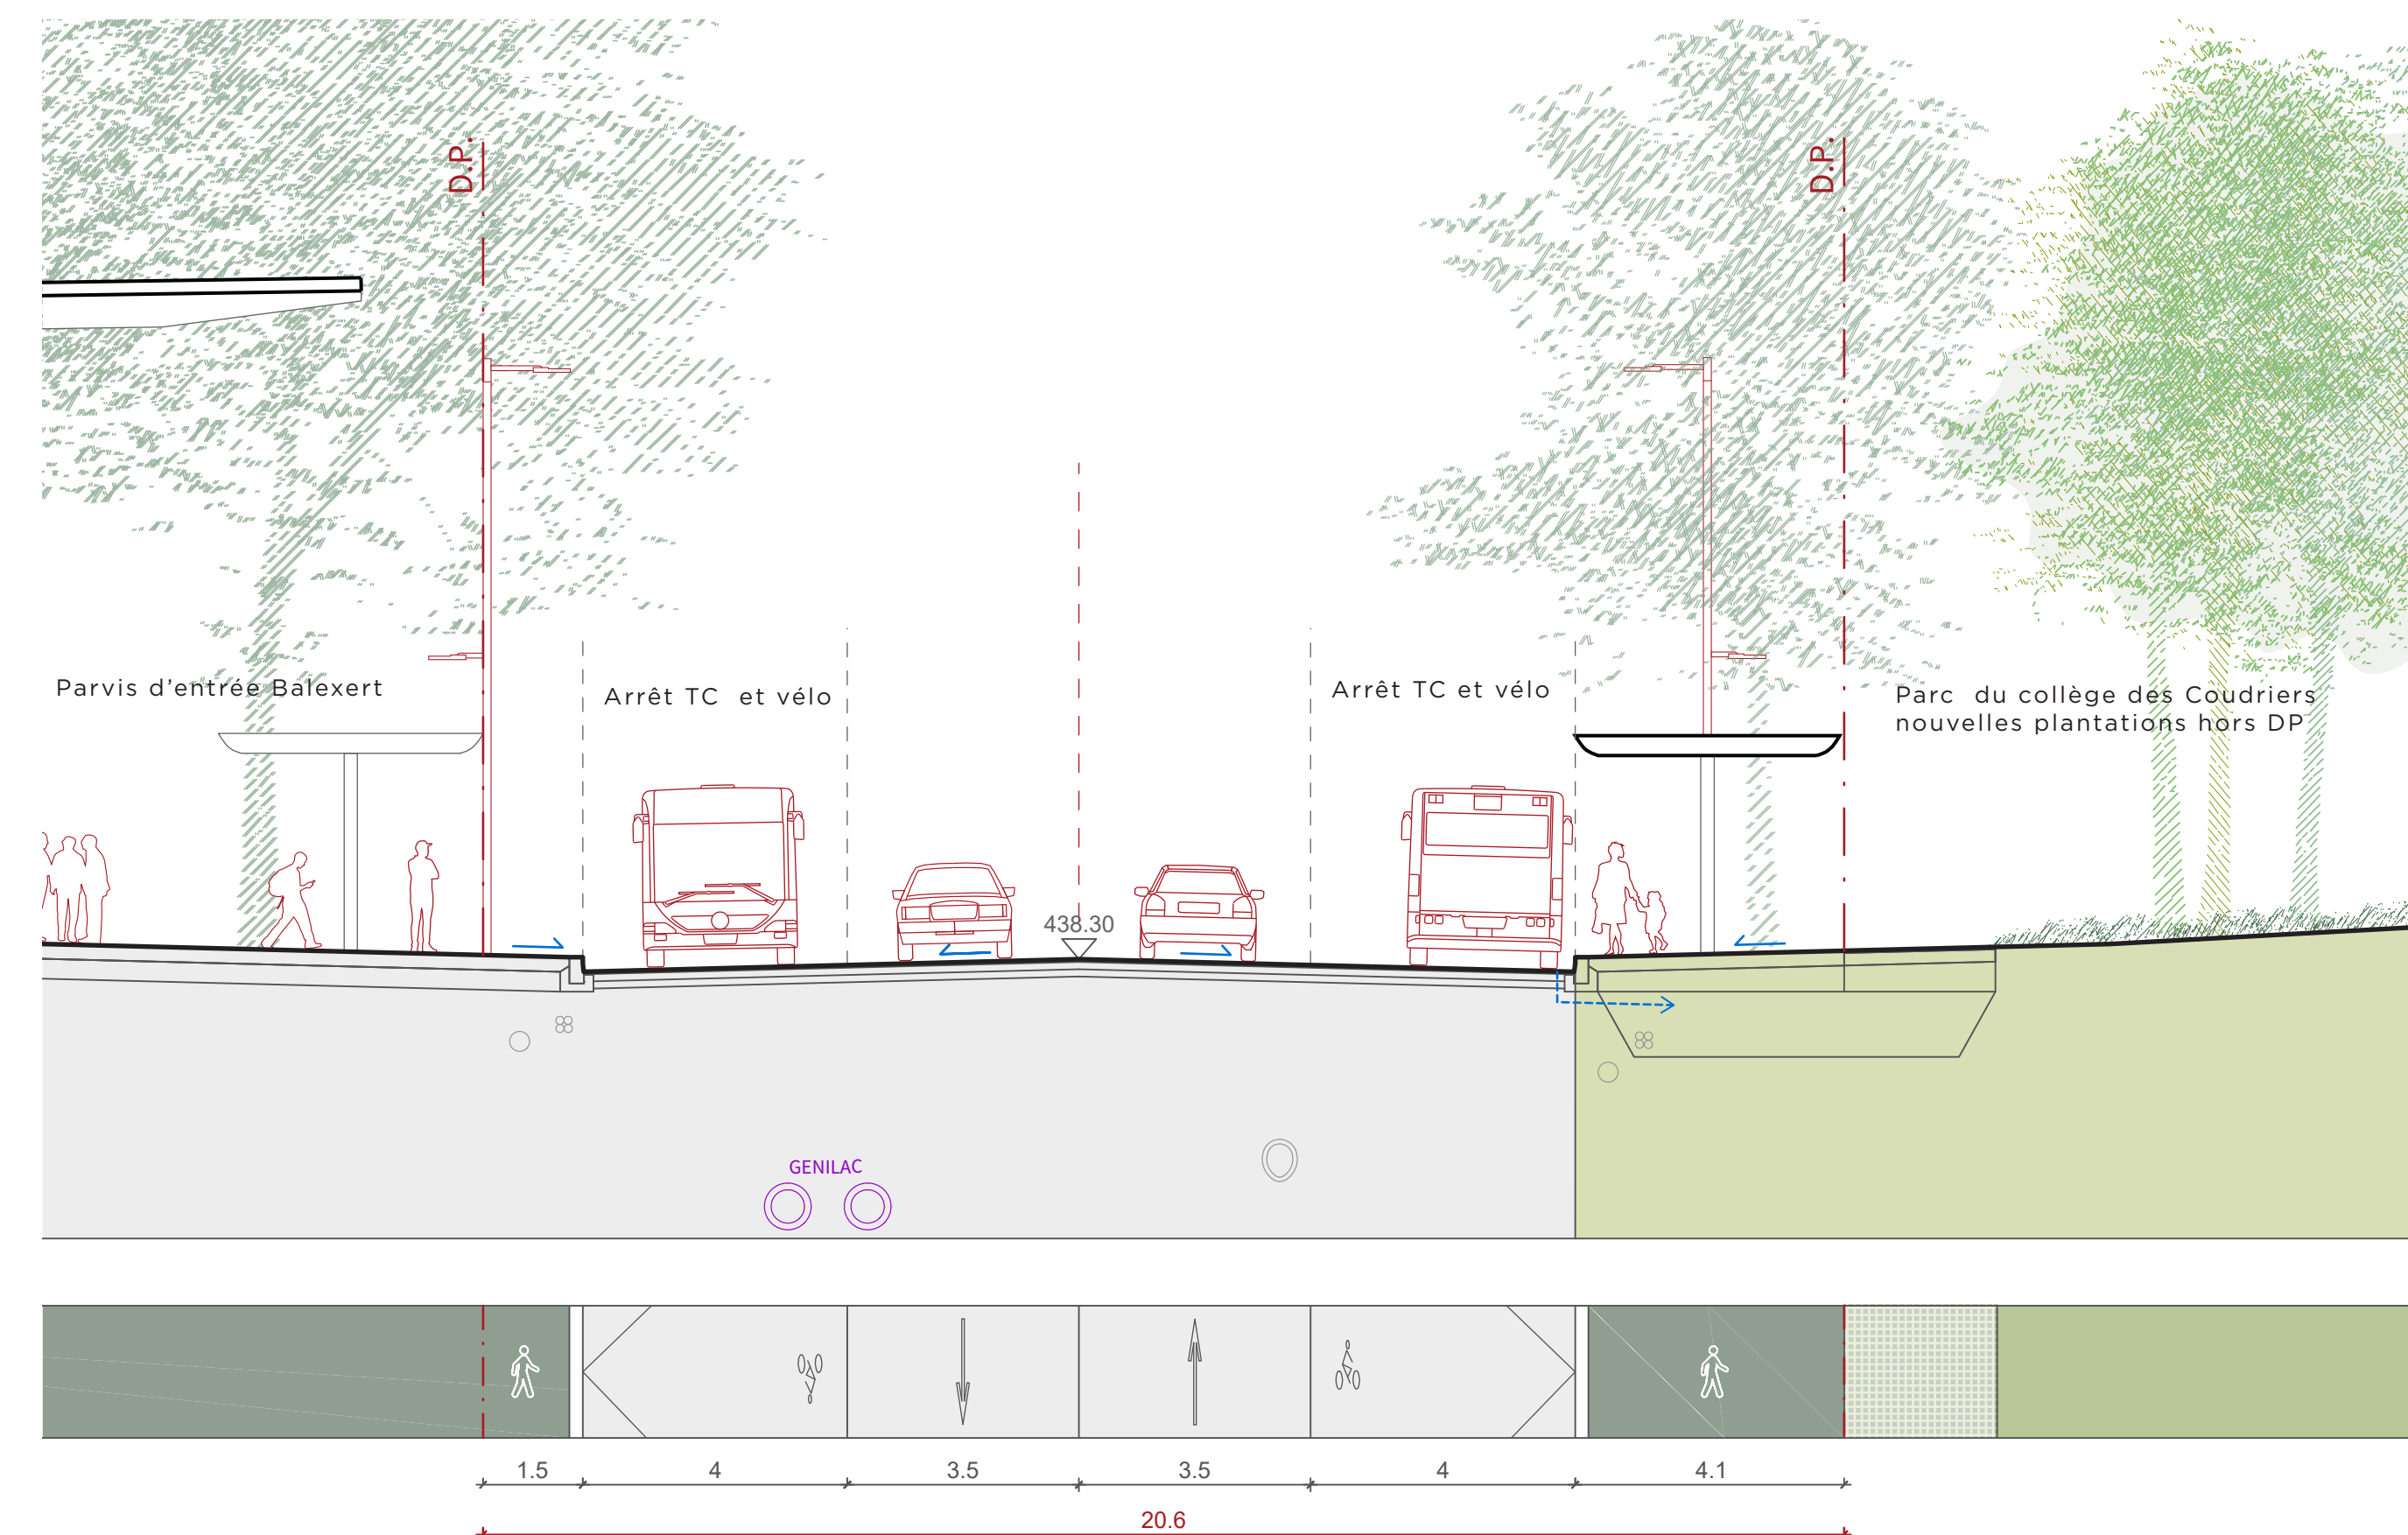 D.P.
D.P.
Parvis d'entrée Balexert
Arrêt TC et vélo
Arrêt TC et vélo
Parc du collège des Coudriers
nouvelles plantations hors DP
438.30
GENILAC
1.5 4 3.5 3.5 4 4.1
20.6